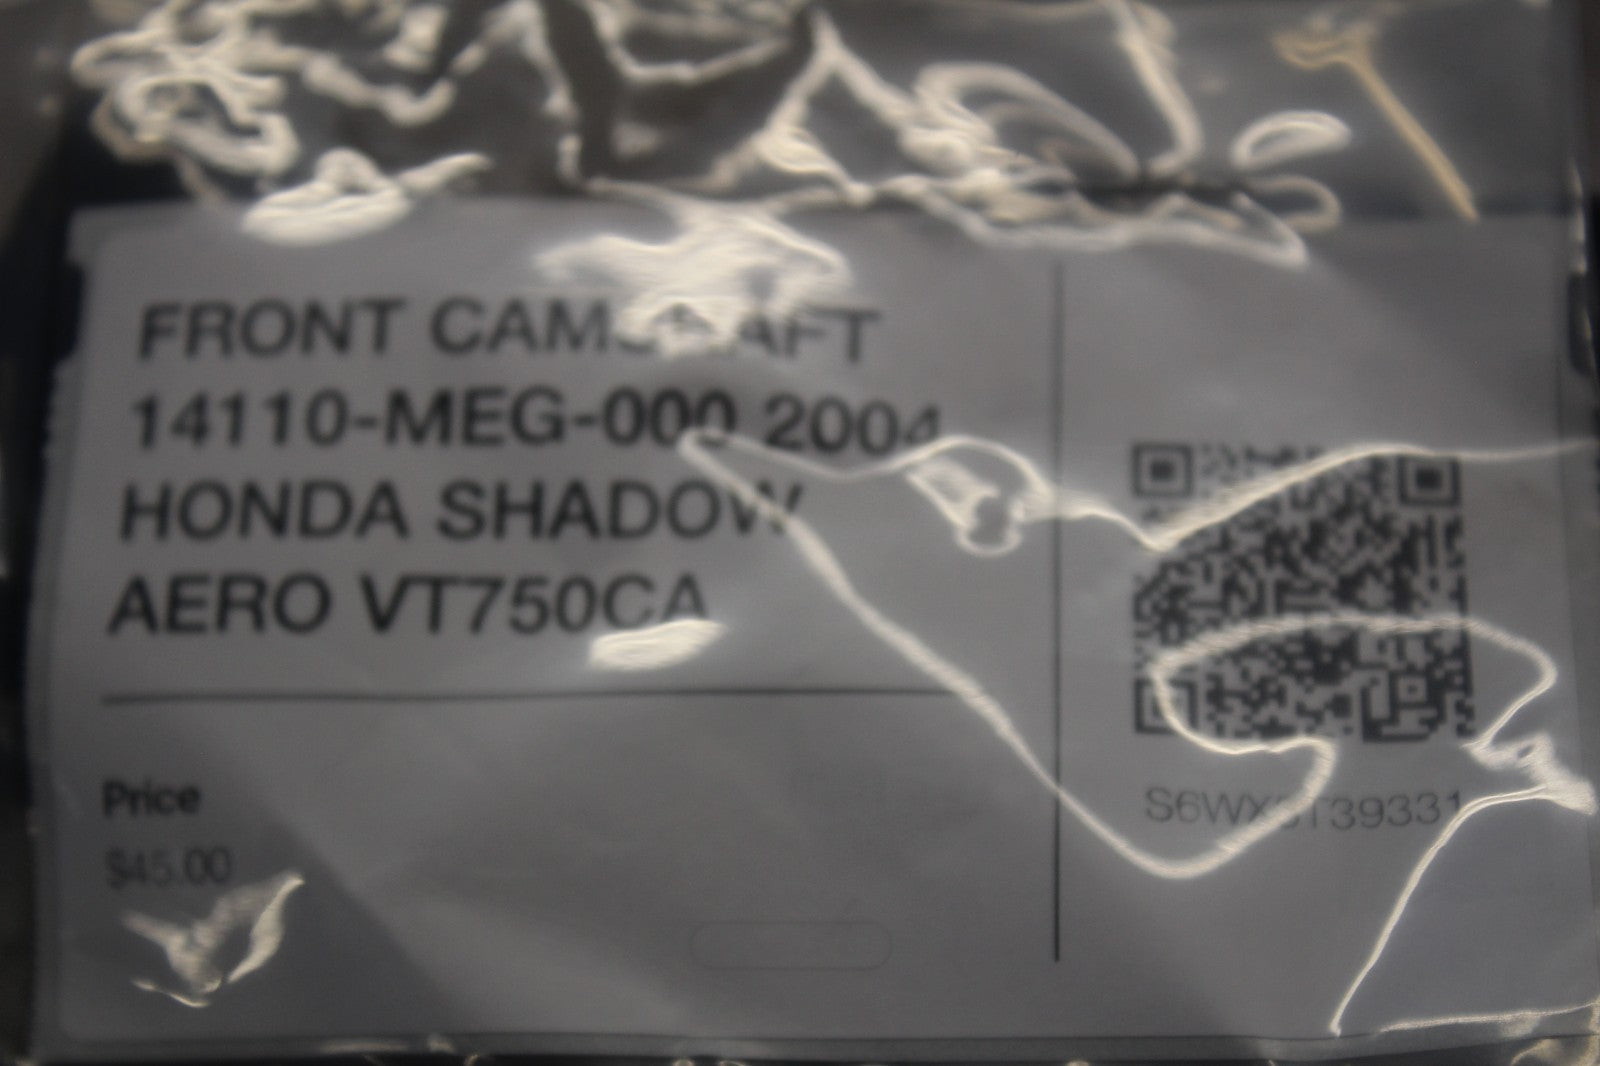 FRONT CAMSHAFT
14110-MEG-000 2004
HONDA SHADOW
AERO VT750CA
Price
$45.00